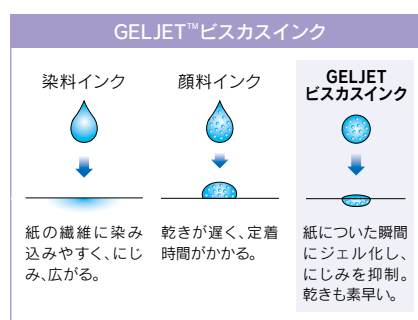 GELJET™ビスカスインク
染料インク
紙の繊維に染み
込みやすく、にじ
み、広がる。
顔料インク
乾きが遅く、定着
時間がかかる。
GELJET
ビスカスインク
紙についた瞬間
にジェル化し、
にじみを抑制。
乾きも素早い。